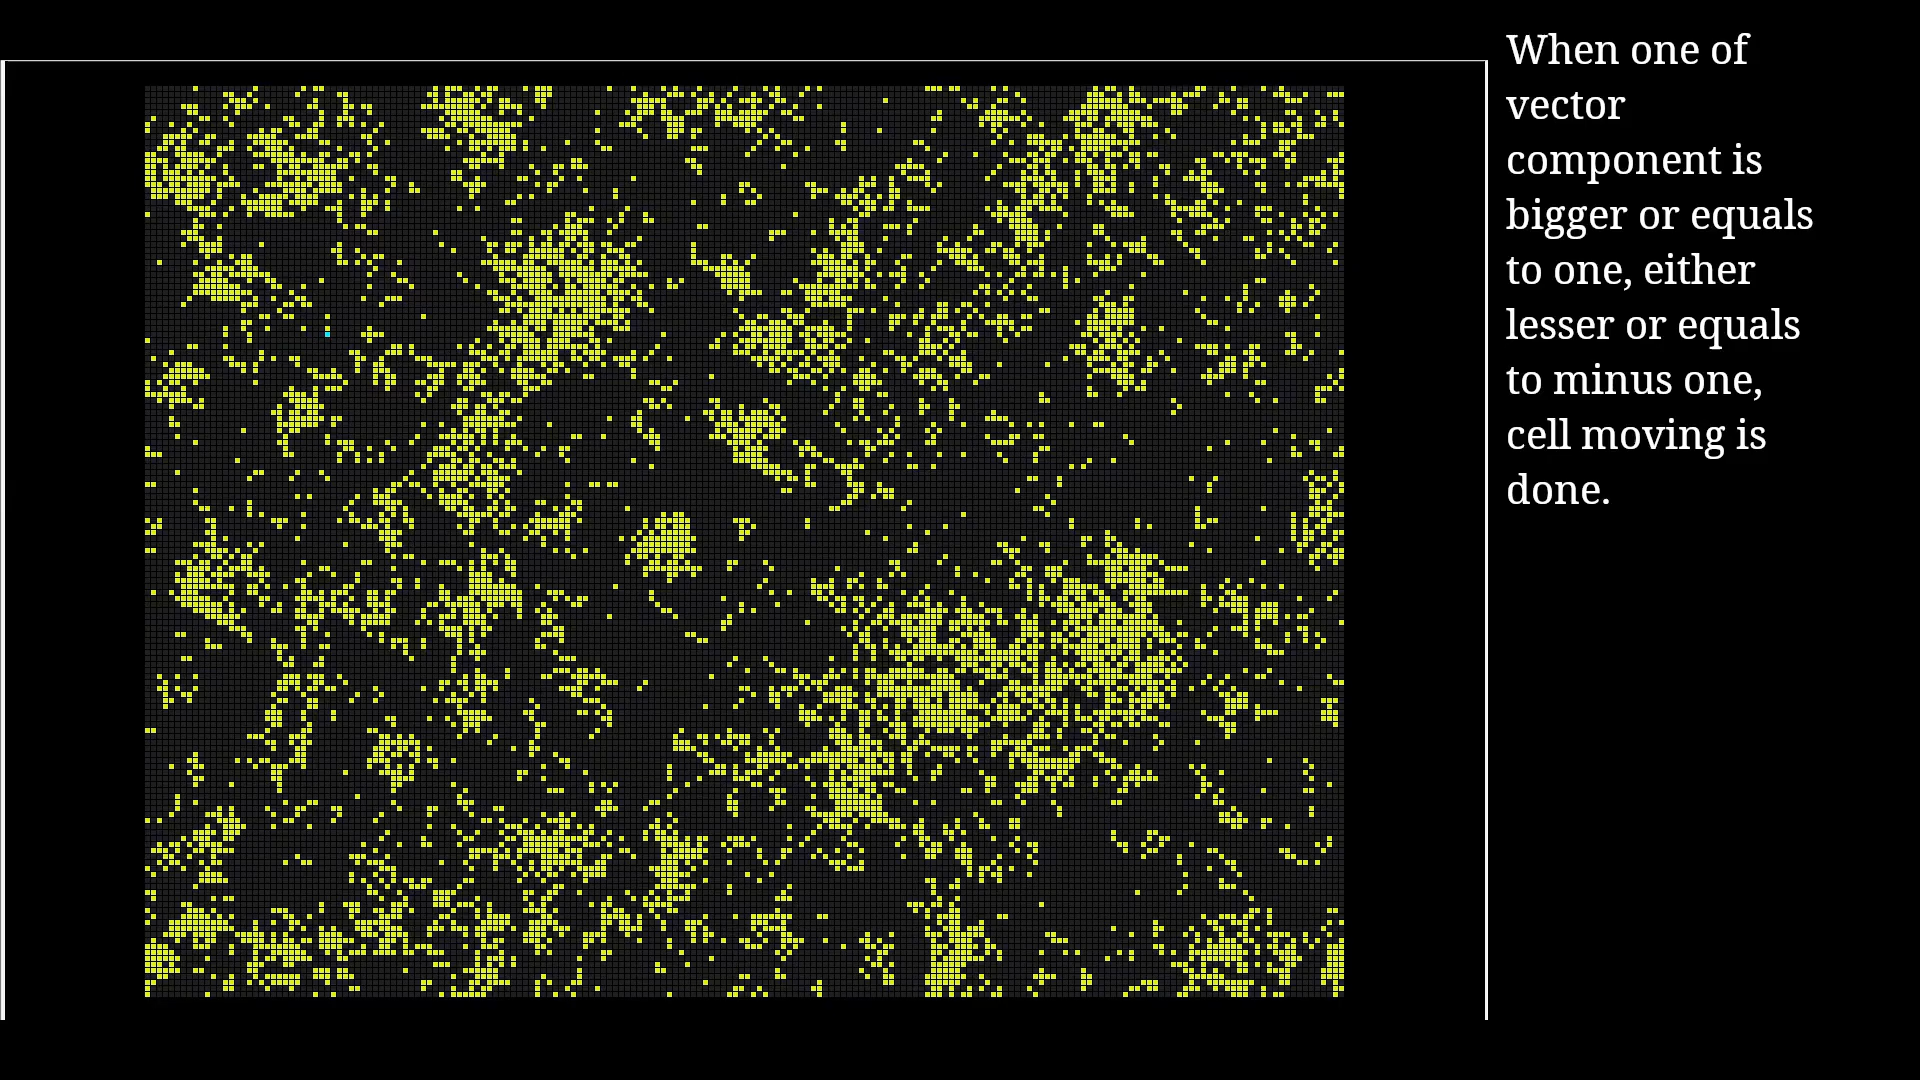 When one of
vector
component is
bigger or equals
to one, either
lesser or equals
to minus one,
cell moving is
done.